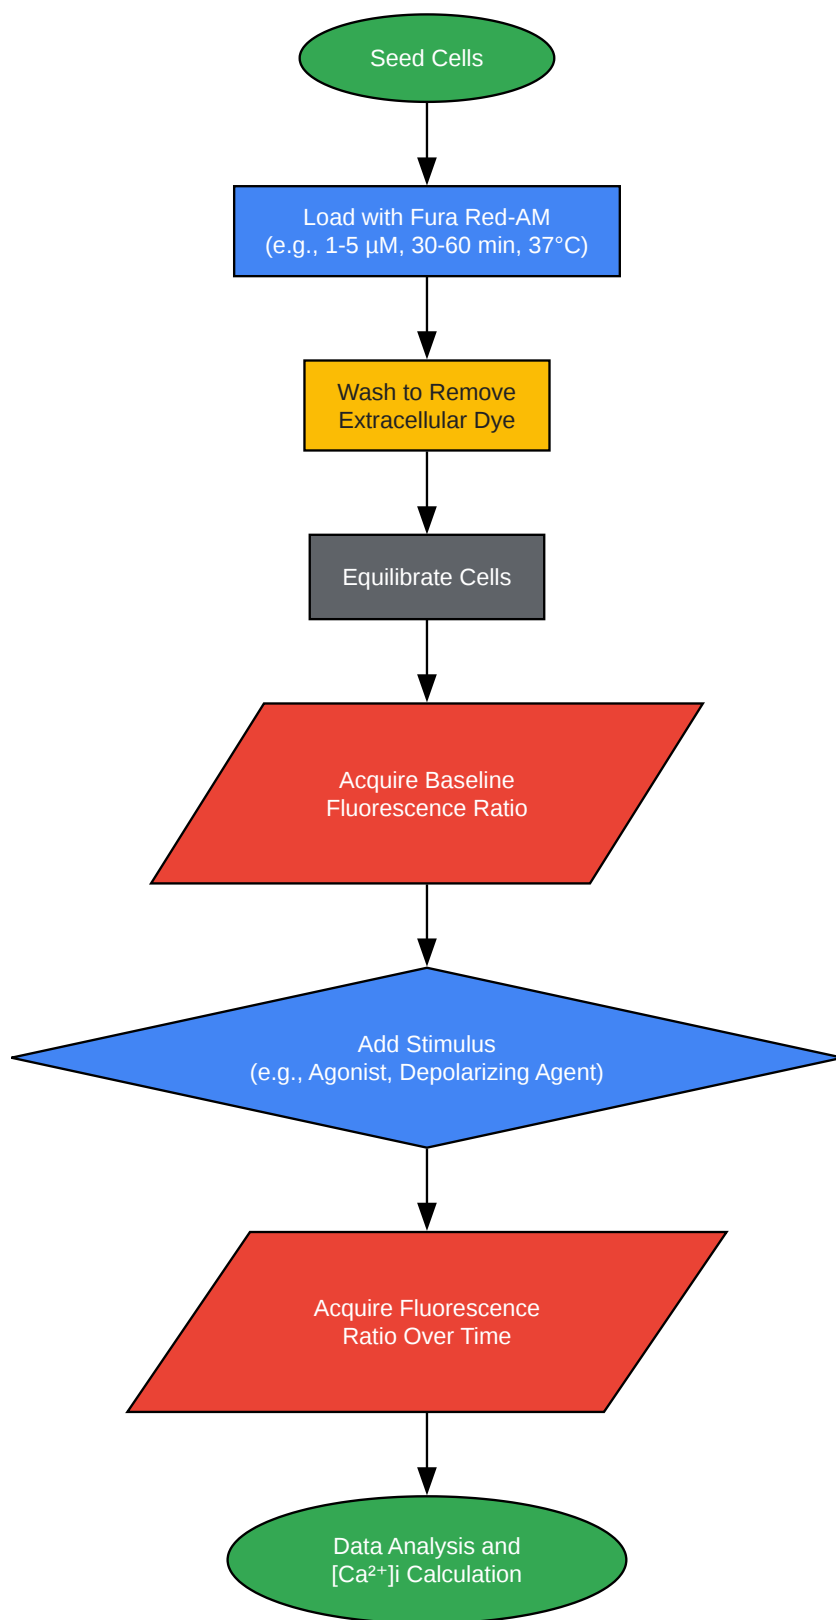 Seed Cells
Load with Fura Red-AM
(e.g., 1-5 µM, 30-60 min, 37°C)
Wash to Remove
Extracellular Dye
Equilibrate Cells
Acquire Baseline
Fluorescence Ratio
Add Stimulus
(e.g., Agonist, Depolarizing Agent)
Acquire Fluorescence
Ratio Over Time
Data Analysis and
[Ca²⁺]i Calculation